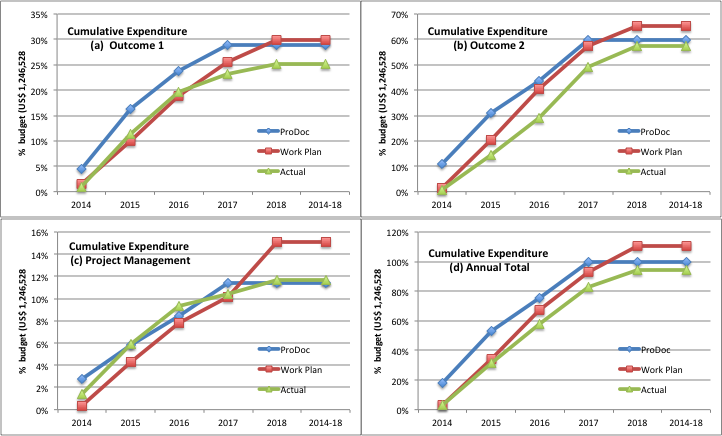 Cumulative Expenditure
(a) Outcome 1
% budget (US$ 1,246,528
35%
30%
25%
20%
15%
10%
5%
0%
2014 2015 2016 2017 2018 2014-18
ProDoc
Work Plan
Actual
Cumulative Expenditure
(b) Outcome 2
% budget (US$ 1,246,528
70%
60%
50%
40%
30%
20%
10%
0%
2014 2015 2016 2017 2018 2014-18
ProDoc
Work Plan
Actual
Cumulative Expenditure
(c) Project Management
% budget (US$ 1,246,528
16%
14%
12%
10%
8%
6%
4%
2%
0%
2014 2015 2016 2017 2018 2014-18
ProDoc
Work Plan
Actual
Cumulative Expenditure
(d) Annual Total
% budget (US$ 1,246,528
120%
100%
80%
60%
40%
20%
0%
2014 2015 2016 2017 2018 2014-18
ProDoc
Work Plan
Actual